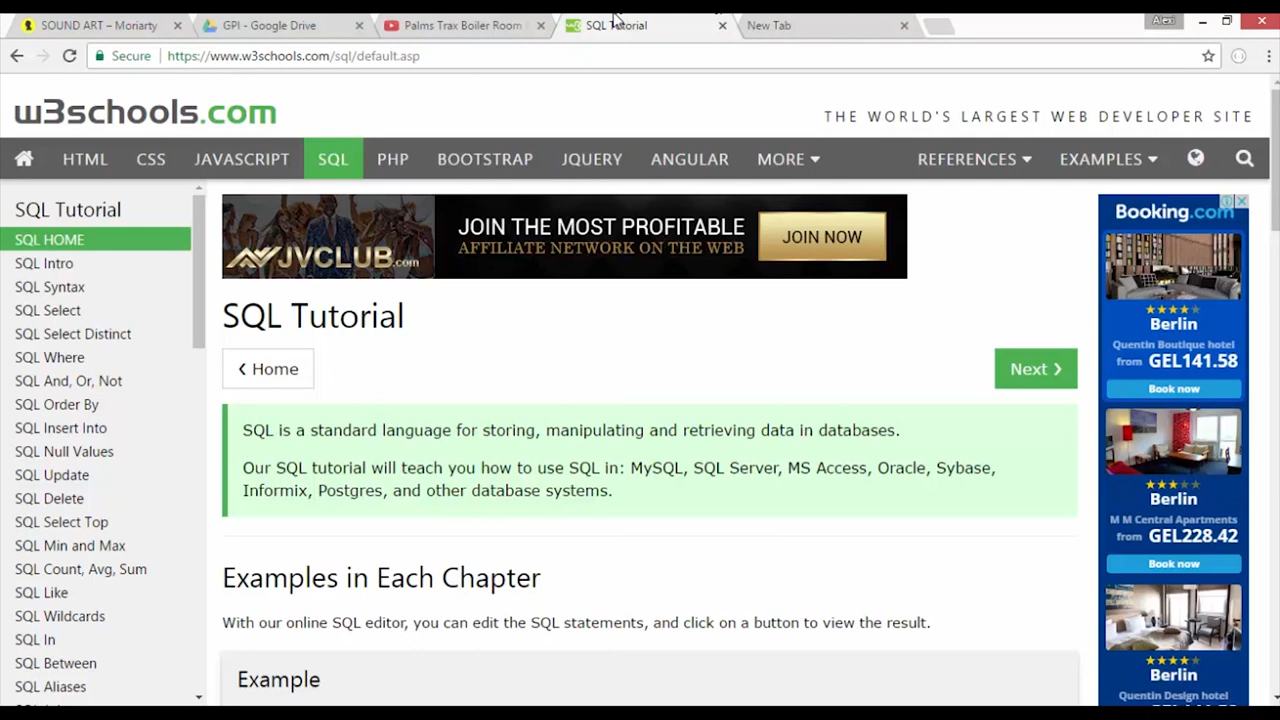 SOUND ART – Moriarty
GPI - Google Drive
Palms Trax Boiler Room
SQL Tutorial
New Tab
Alexi
Secure
https://www.w3schools.com/sql/default.asp
w3schools.com
THE WORLD'S LARGEST WEB DEVELOPER SITE
HTML
CSS
JAVASCRIPT
SQL
PHP
BOOTSTRAP
JQUERY
ANGULAR
MORE
REFERENCES
EXAMPLES
SQL Tutorial
SQL HOME
SQL Intro
SQL Syntax
SQL Select
SQL Select Distinct
SQL Where
SQL And, Or, Not
SQL Order By
SQL Insert Into
SQL Null Values
SQL Update
SQL Delete
SQL Select Top
SQL Min and Max
SQL Count, Avg, Sum
SQL Like
SQL Wildcards
SQL In
SQL Between
SQL Aliases
JVCLUB.com
JOIN THE MOST PROFITABLE
AFFILIATE NETWORK ON THE WEB
JOIN NOW
SQL Tutorial
❮ Home
Next ❯
SQL is a standard language for storing, manipulating and retrieving data in databases.
Our SQL tutorial will teach you how to use SQL in: MySQL, SQL Server, MS Access, Oracle, Sybase,
Informix, Postgres, and other database systems.
Examples in Each Chapter
With our online SQL editor, you can edit the SQL statements, and click on a button to view the result.
Example
Booking.com
Berlin
Quentin Boutique hotel
from GEL141.58
Book now
Berlin
M M Central Apartments
from GEL228.42
Book now
Berlin
Quentin Design hotel